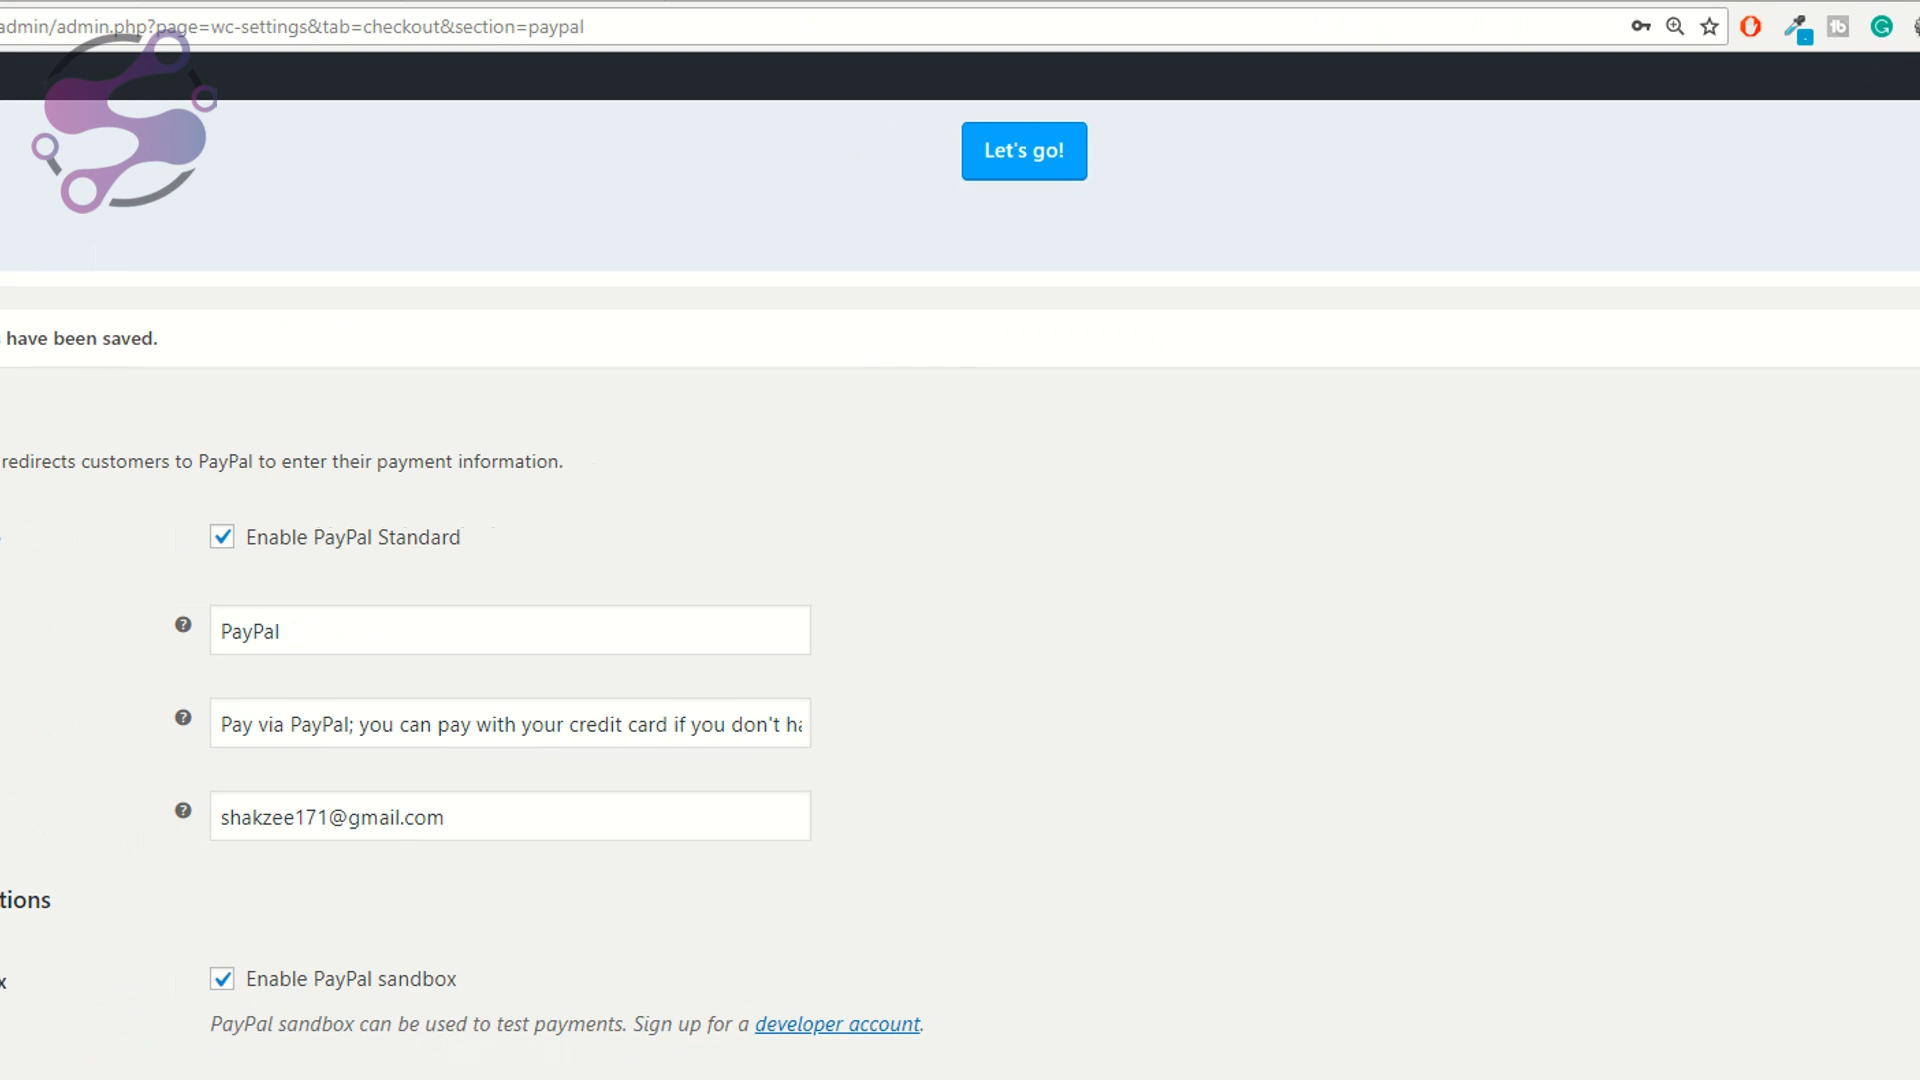 admin/admin.php?page=wc-settings&tab=checkout&section=paypal
Let's go!
have been saved.
redirects customers to PayPal to enter their payment information.
Enable PayPal Standard
PayPal
Pay via PayPal; you can pay with your credit card if you don't ha
shakzee171@gmail.com
tions
x
Enable PayPal sandbox
PayPal sandbox can be used to test payments. Sign up for a developer account.